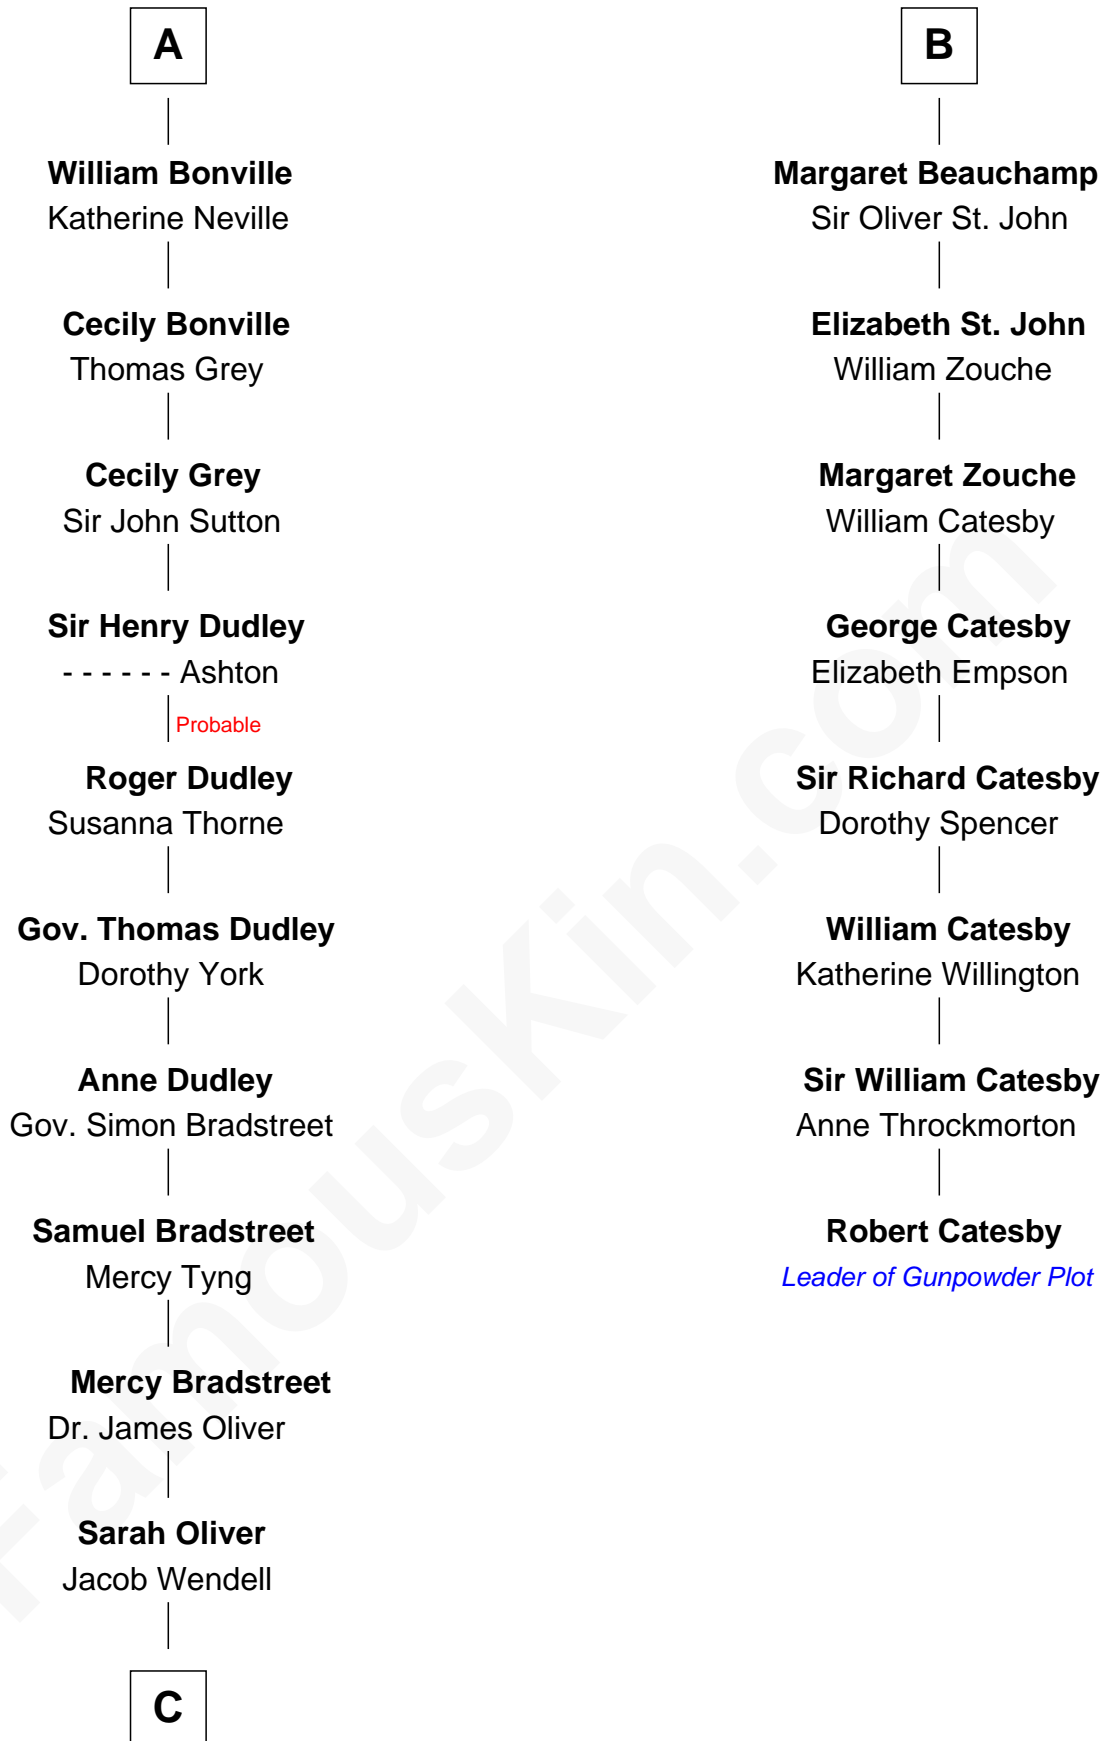 A
William Bonville
Katherine Neville
Cecily Bonville
Thomas Grey
Cecily Grey
Sir John Sutton
Sir Henry Dudley
- - - - - - Ashton
Probable
Roger Dudley
Susanna Thorne
Gov. Thomas Dudley
Dorothy York
Anne Dudley
Gov. Simon Bradstreet
Samuel Bradstreet
Mercy Tyng
Mercy Bradstreet
Dr. James Oliver
Sarah Oliver
Jacob Wendell
C
B
Margaret Beauchamp
Sir Oliver St. John
Elizabeth St. John
William Zouche
Margaret Zouche
William Catesby
George Catesby
Elizabeth Empson
Sir Richard Catesby
Dorothy Spencer
William Catesby
Katherine Willington
Sir William Catesby
Anne Throckmorton
Robert Catesby
Leader of Gunpowder Plot
FamousKin.com